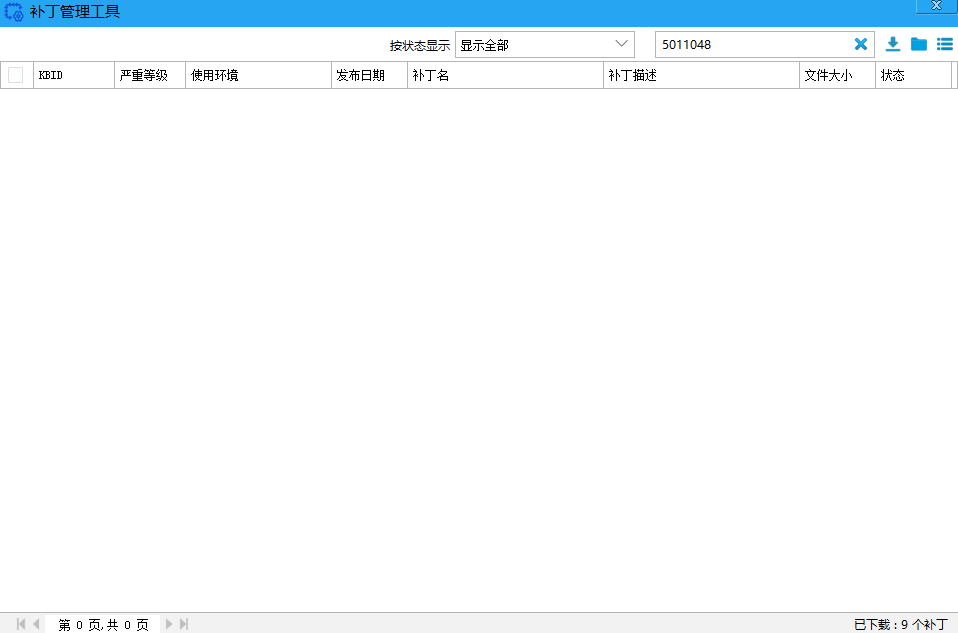 补丁管理工具
按状态显示 显示全部 5011048
KBID 严重等级 使用环境 发布日期 补丁名 补丁描述 文件大小 状态
第 0 页,共 0 页 已下载 : 9 个补丁